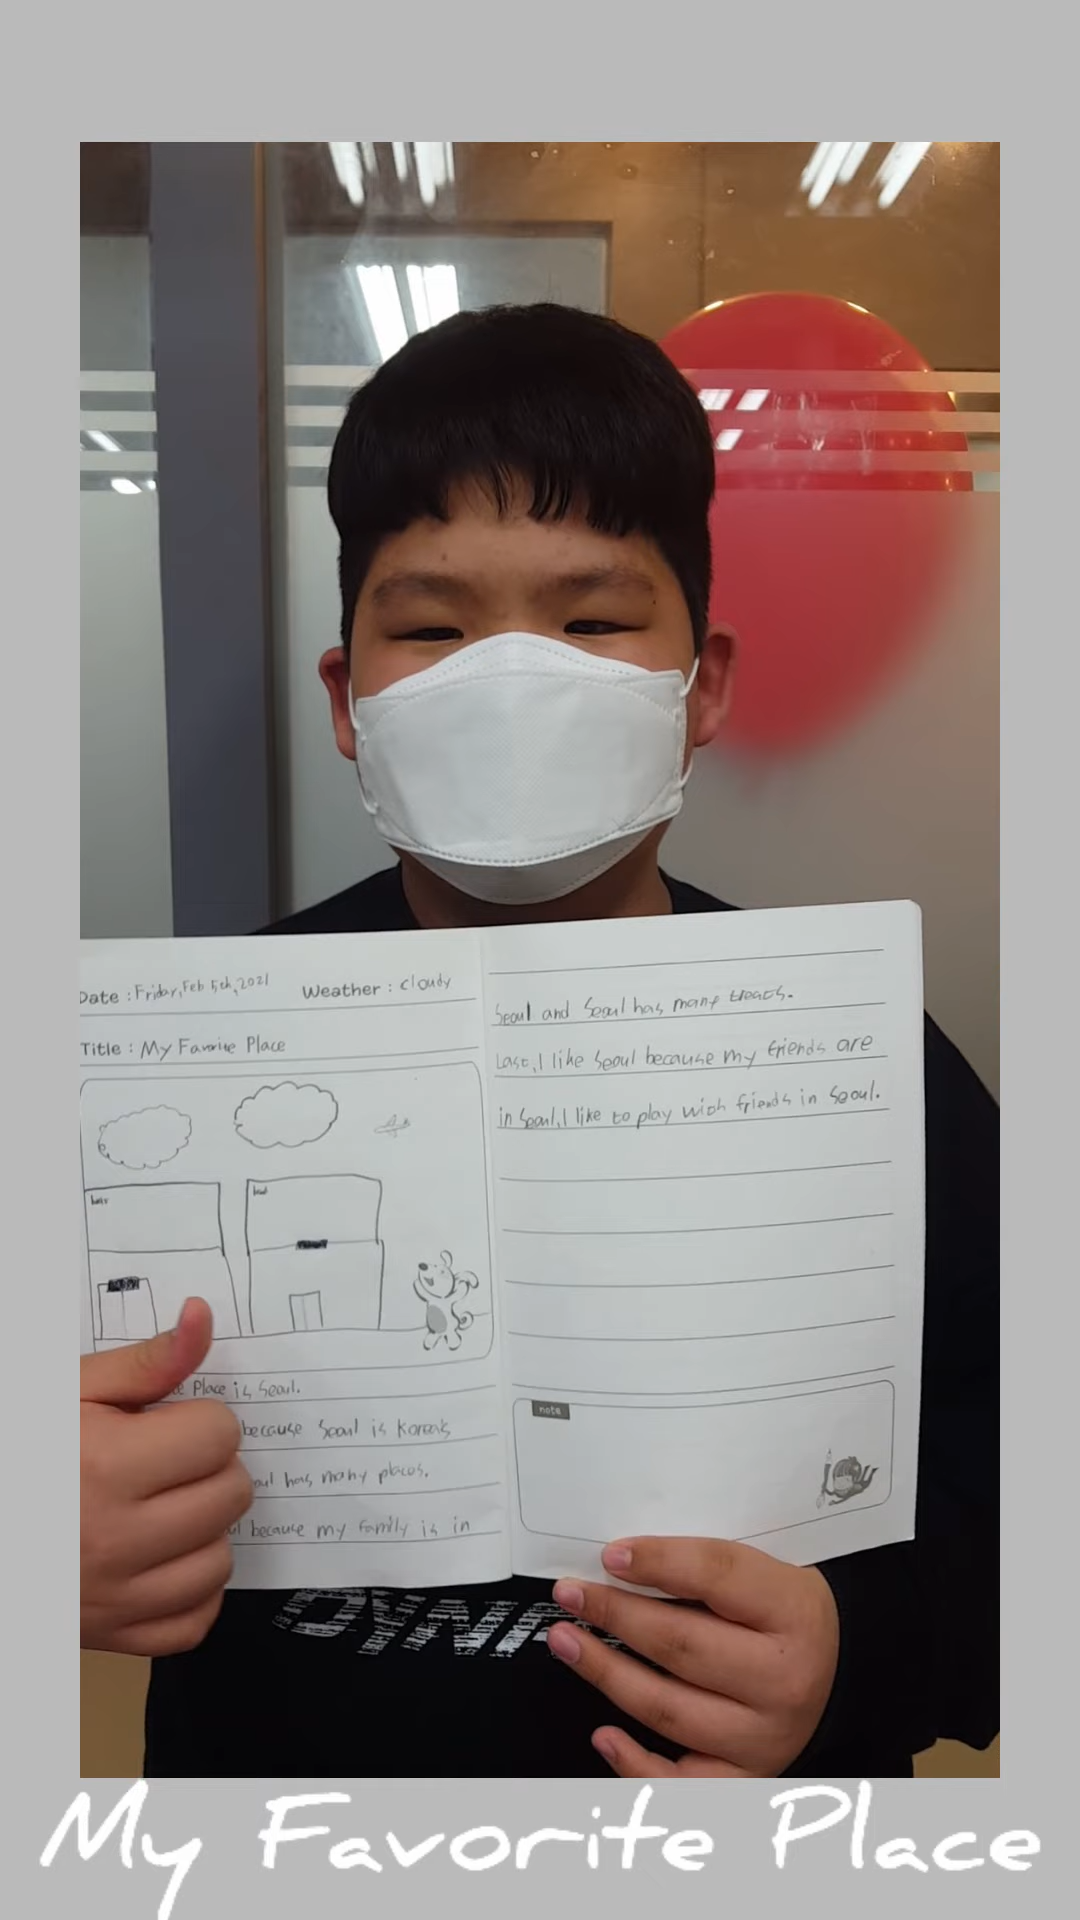 Date : Friday, Feb 5th, 2021 Weather : cloudy
Title : My Favorite Place
Place is Seoul.
because Seoul is Korea's
has many places.
because my family is in
Seoul and Seoul has many
Last, I like Seoul because my friends are
in Seoul, I like to play with friends in Seoul.
note
My Favorite Place